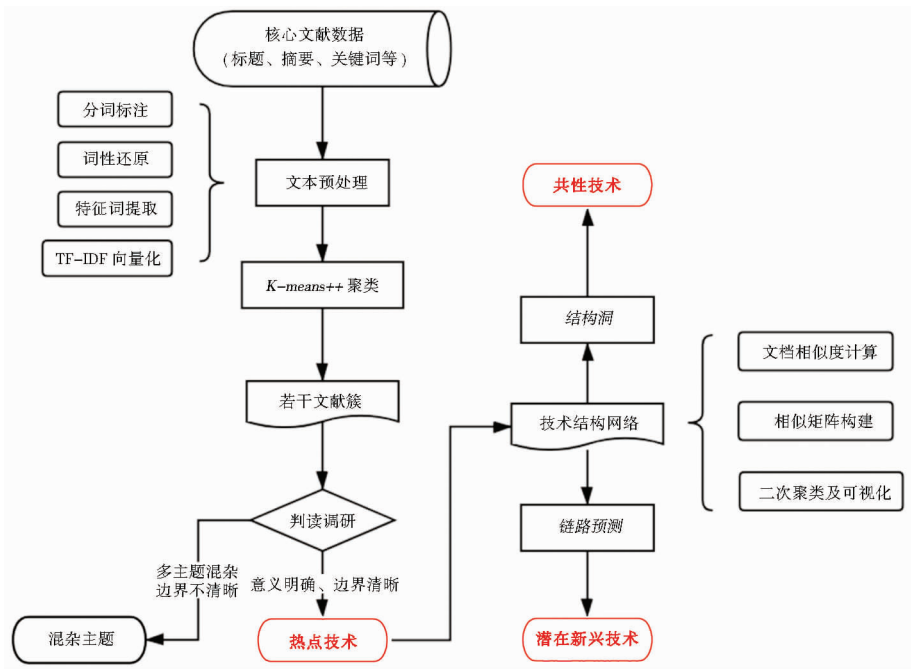 核心文献数据
(标题、摘要、关键词等)
分词标注
词性还原
特征词提取
TF-IDF 向量化
文本预处理
K-means++ 聚类
若干文献簇
判读调研
多主题混杂
边界不清晰
意义明确、边界清晰
混杂主题
热点技术
共性技术
结构洞
技术结构网络
链路预测
潜在新兴技术
文档相似度计算
相似矩阵构建
二次聚类及可视化